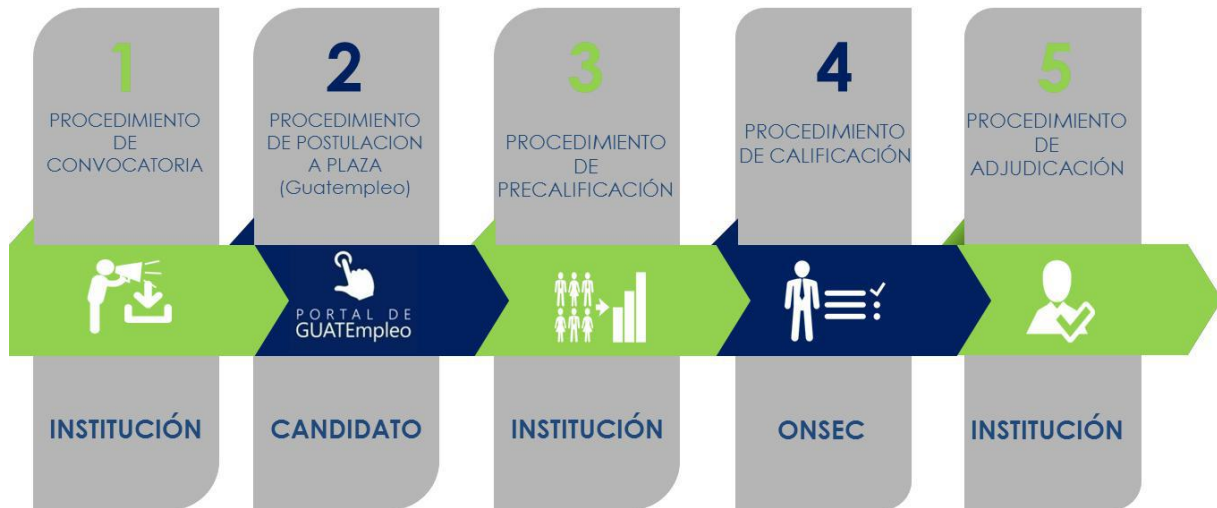 1
PROCEDIMIENTO
DE
CONVOCATORIA
INSTITUCIÓN
2
PROCEDIMIENTO
DE POSTULACION
A PLAZA
(Guatempleo)
PORTAL DE
GUATEmpleo
CANDIDATO
3
PROCEDIMIENTO
DE
PRECALIFICACIÓN
INSTITUCIÓN
4
PROCEDIMIENTO
DE CALIFICACIÓN
ONSEC
5
PROCEDIMIENTO
DE
ADJUDICACIÓN
INSTITUCIÓN